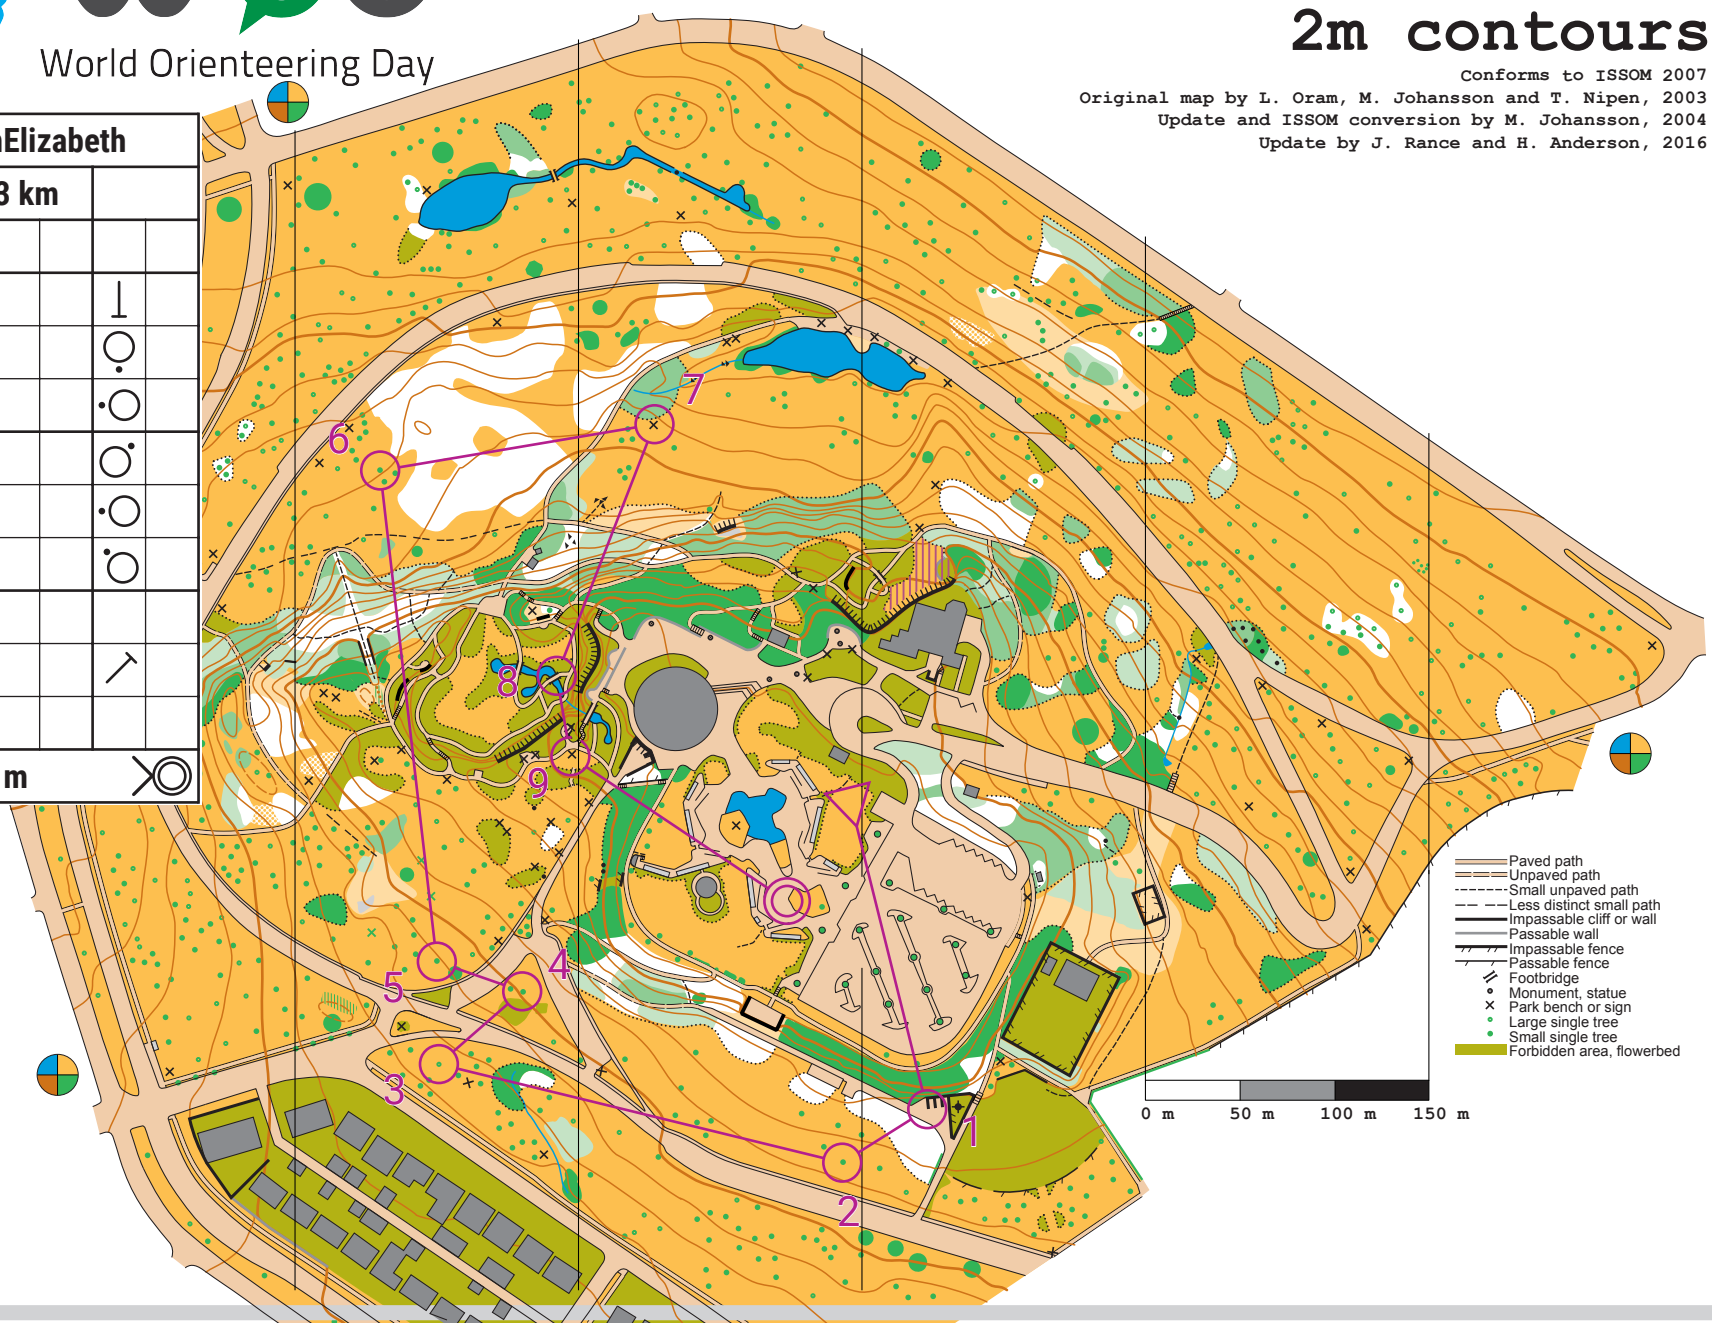 World Orienteering Day
2m contours
Conforms to ISSOM 2007
Original map by L. Oram, M. Johansson and T. Nipen, 2003
Update and ISSOM conversion by M. Johansson, 2004
Update by J. Rance and H. Anderson, 2016
Elizabeth
3 km
m
7
6
8
9
4
5
3
1
2
Paved path
Unpaved path
Small unpaved path
Less distinct small path
Impassable cliff or wall
Passable wall
Impassable fence
Passable fence
Footbridge
Monument, statue
Park bench or sign
Large single tree
Small single tree
Forbidden area, flowerbed
0 m 50 m 100 m 150 m